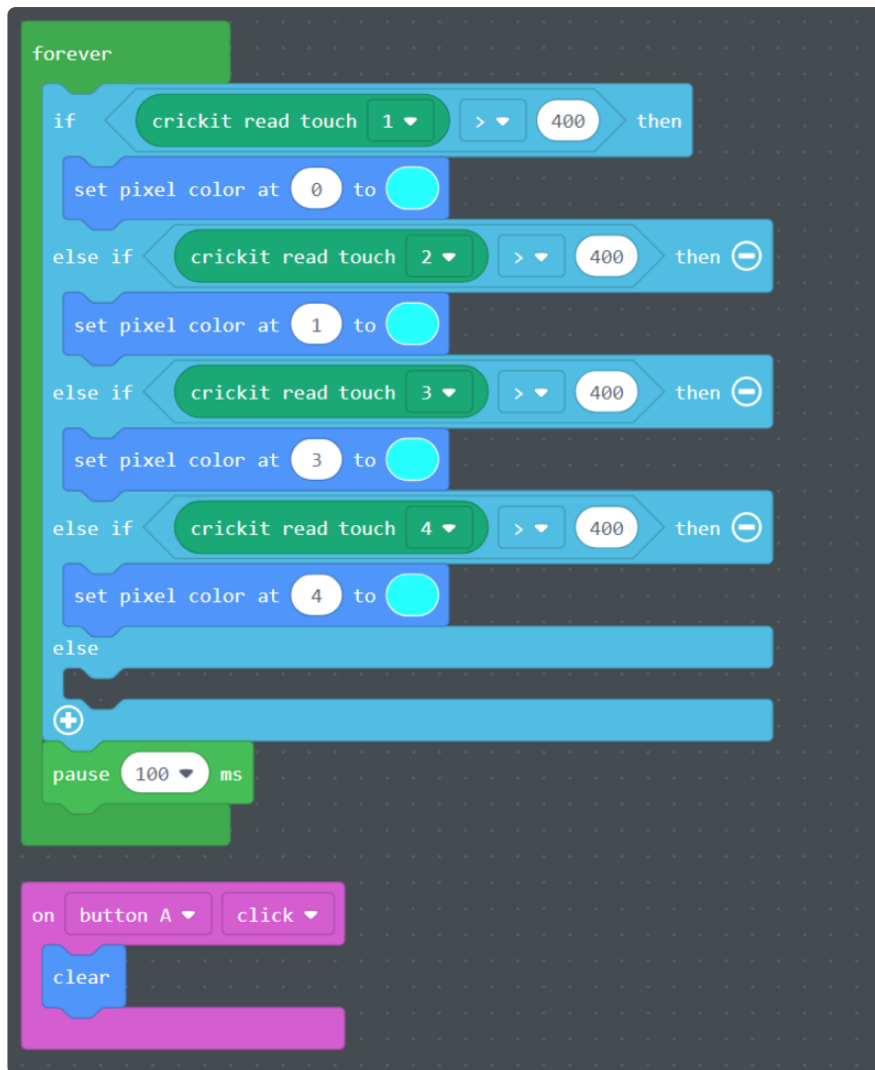 forever
if crickit read touch 1 > 400 then
set pixel color at 0 to
else if crickit read touch 2 > 400 then
set pixel color at 1 to
else if crickit read touch 3 > 400 then
set pixel color at 3 to
else if crickit read touch 4 > 400 then
set pixel color at 4 to
else
pause 100 ms
on button A click
clear